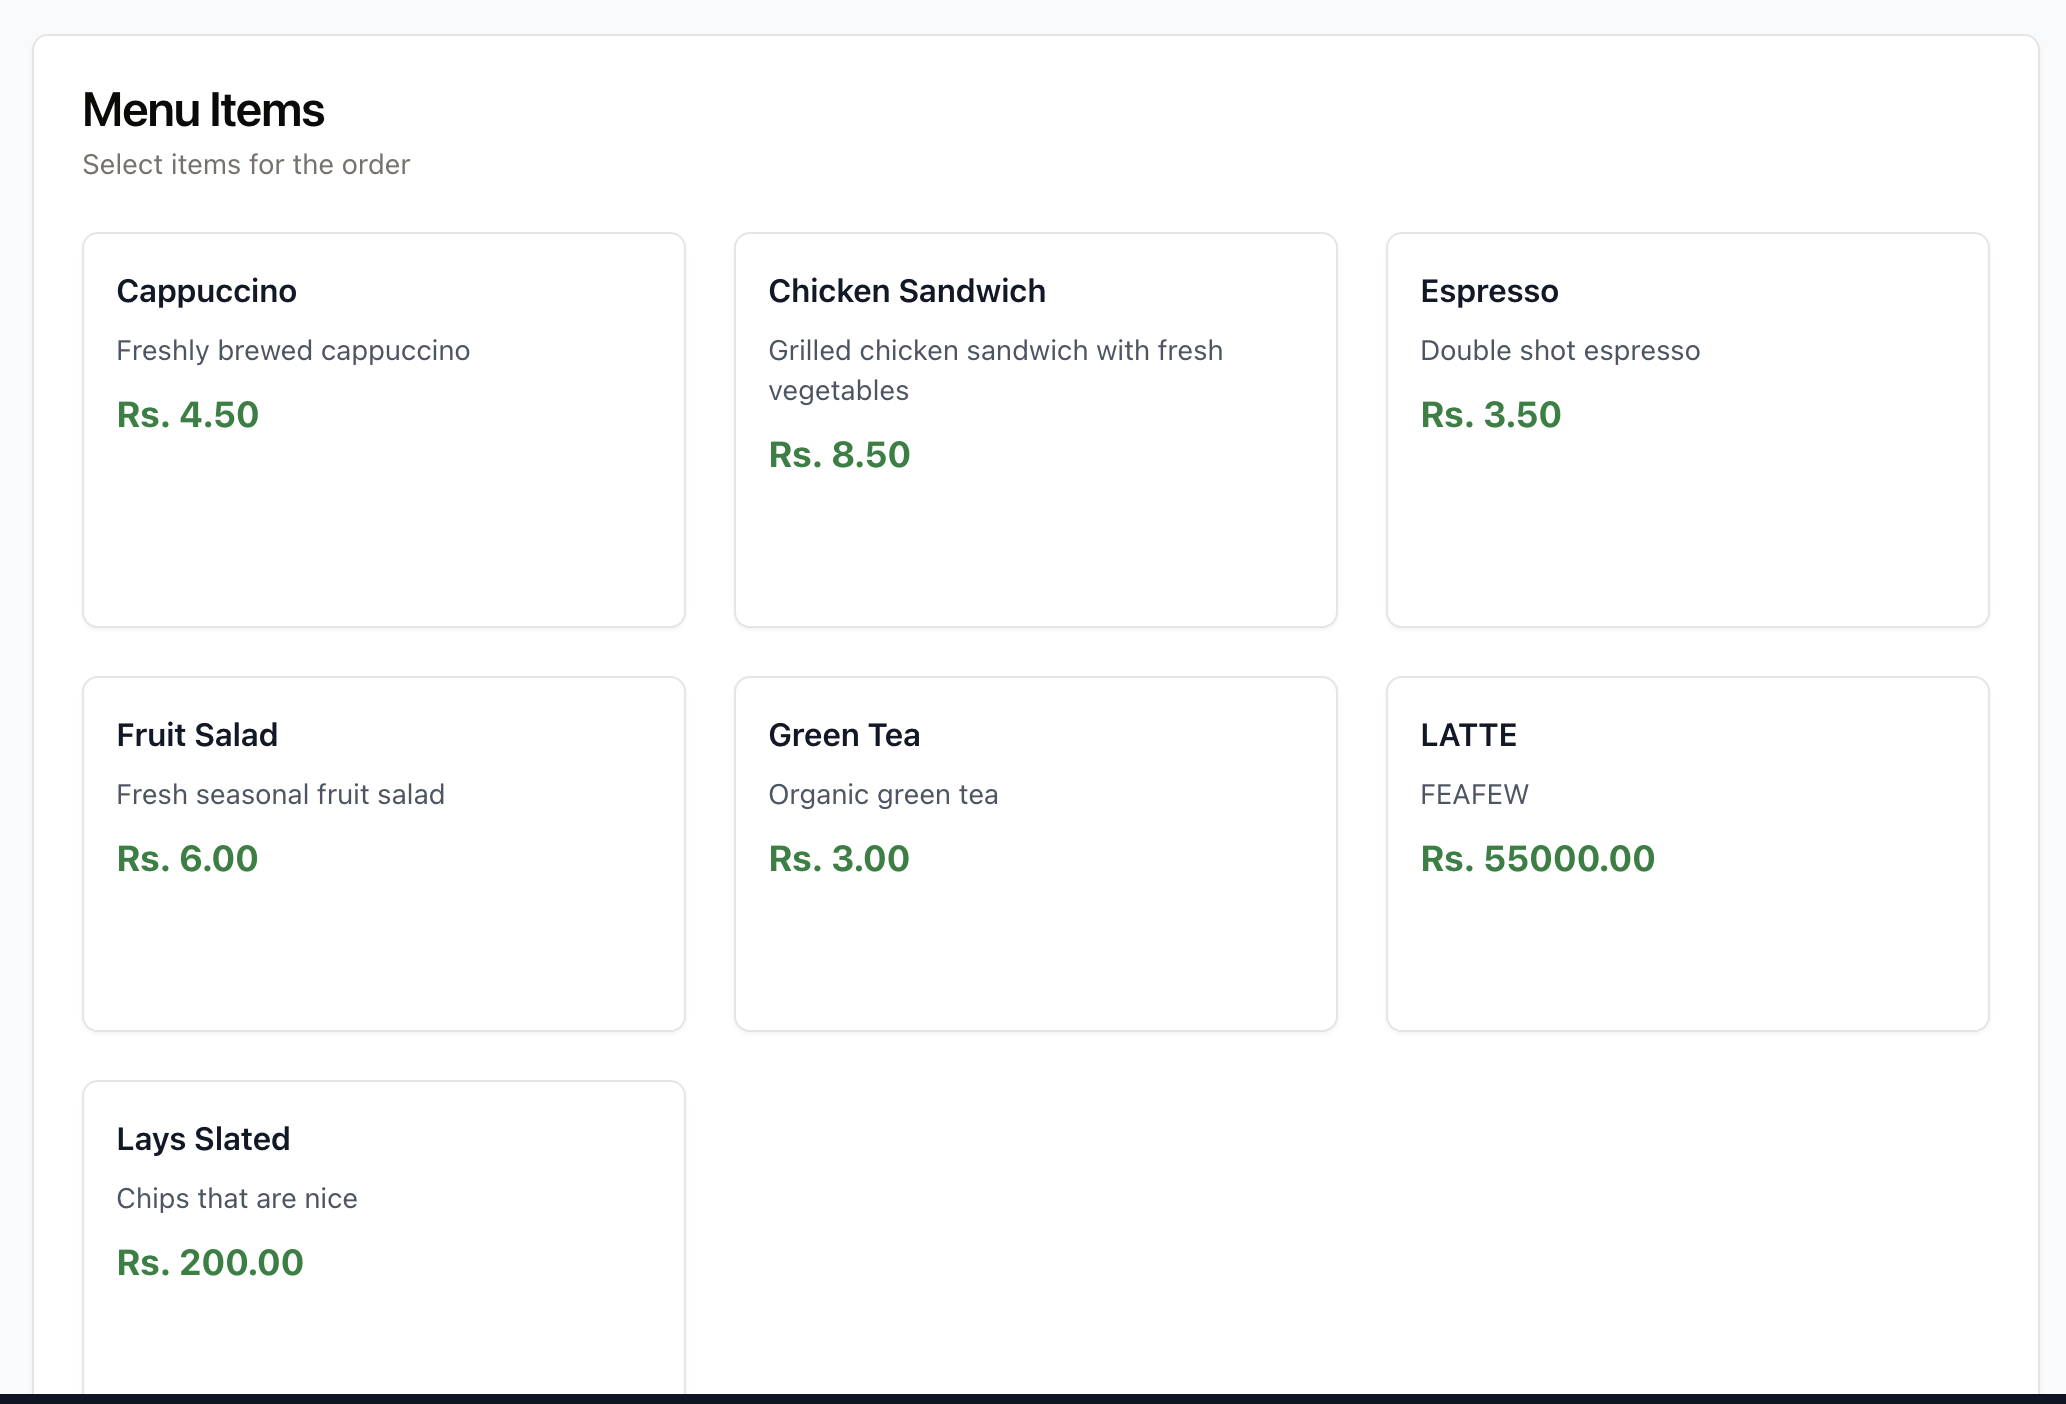 Menu Items
Select items for the order
Cappuccino
Freshly brewed cappuccino
Rs. 4.50
Chicken Sandwich
Grilled chicken sandwich with fresh
vegetables
Rs. 8.50
Espresso
Double shot espresso
Rs. 3.50
Fruit Salad
Fresh seasonal fruit salad
Rs. 6.00
Green Tea
Organic green tea
Rs. 3.00
LATTE
FEAFEW
Rs. 55000.00
Lays Slated
Chips that are nice
Rs. 200.00